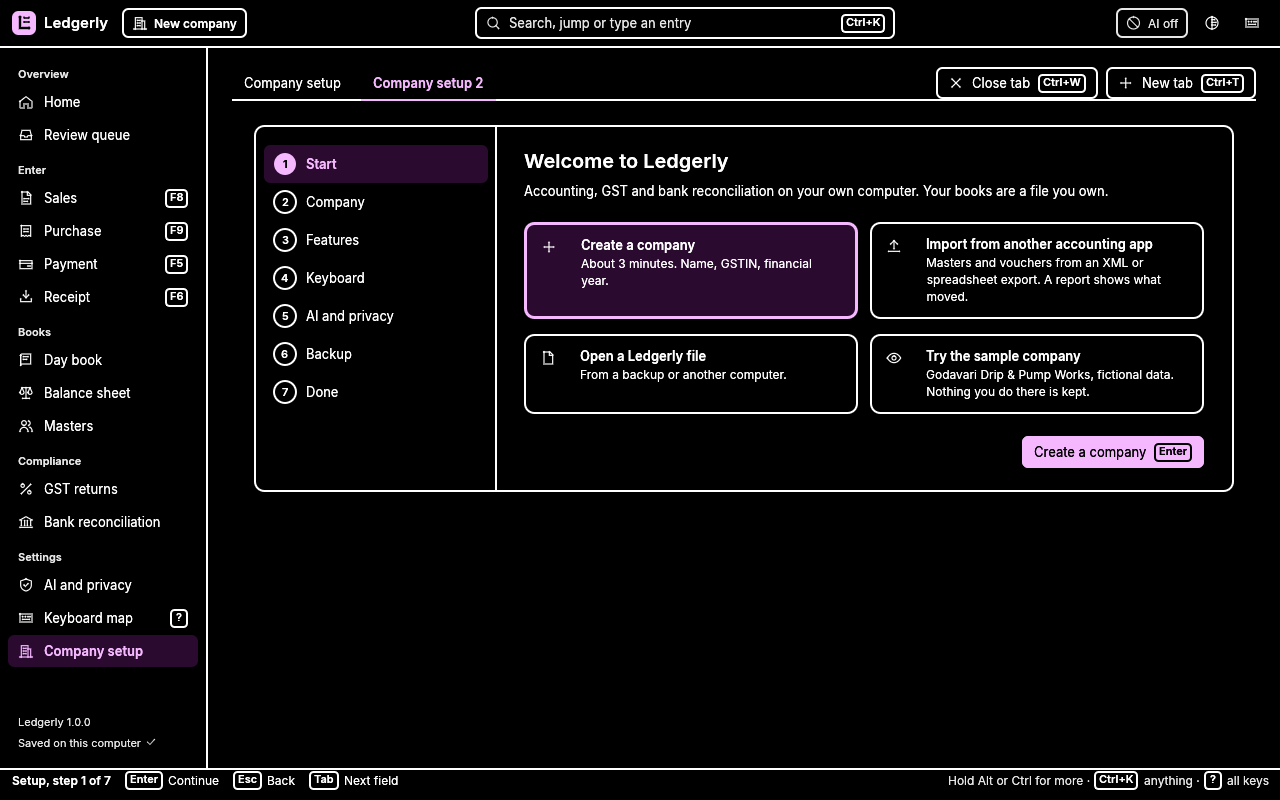 Ledgerly
New company
Search, jump or type an entry
Ctrl+K
AI off
Overview
Home
Review queue
Enter
Sales F8
Purchase F9
Payment F5
Receipt F6
Books
Day book
Balance sheet
Masters
Compliance
GST returns
Bank reconciliation
Settings
AI and privacy
Keyboard map ?
Company setup
Ledgerly 1.0.0
Saved on this computer
Company setup
Company setup 2
Close tab Ctrl+W
New tab Ctrl+T
1 Start
2 Company
3 Features
4 Keyboard
5 AI and privacy
6 Backup
7 Done
Welcome to Ledgerly
Accounting, GST and bank reconciliation on your own computer. Your books are a file you own.
Create a company
About 3 minutes. Name, GSTIN, financial
year.
Import from another accounting app
Masters and vouchers from an XML or
spreadsheet export. A report shows what
moved.
Open a Ledgerly file
From a backup or another computer.
Try the sample company
Godavari Drip & Pump Works, fictional data.
Nothing you do there is kept.
Create a company Enter
Setup, step 1 of 7 Enter Continue Esc Back Tab Next field
Hold Alt or Ctrl for more · Ctrl+K anything · ? all keys